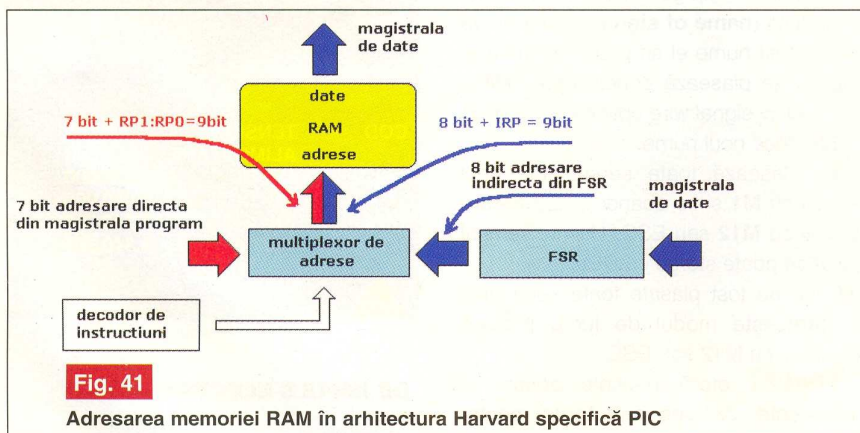 magistrala
de date
date
RAM
adrese
7 bit + RP1:RP0=9bit
8 bit + IRP = 9bit
8 bit adresare
indirecta din FSR
magistrala
de date
7 bit adresare directa
din magistrala program
multiplexor de
adrese
FSR
decodor de
instructiuni
Fig. 41
Adresarea memoriei RAM în arhitectura Harvard specifică PIC